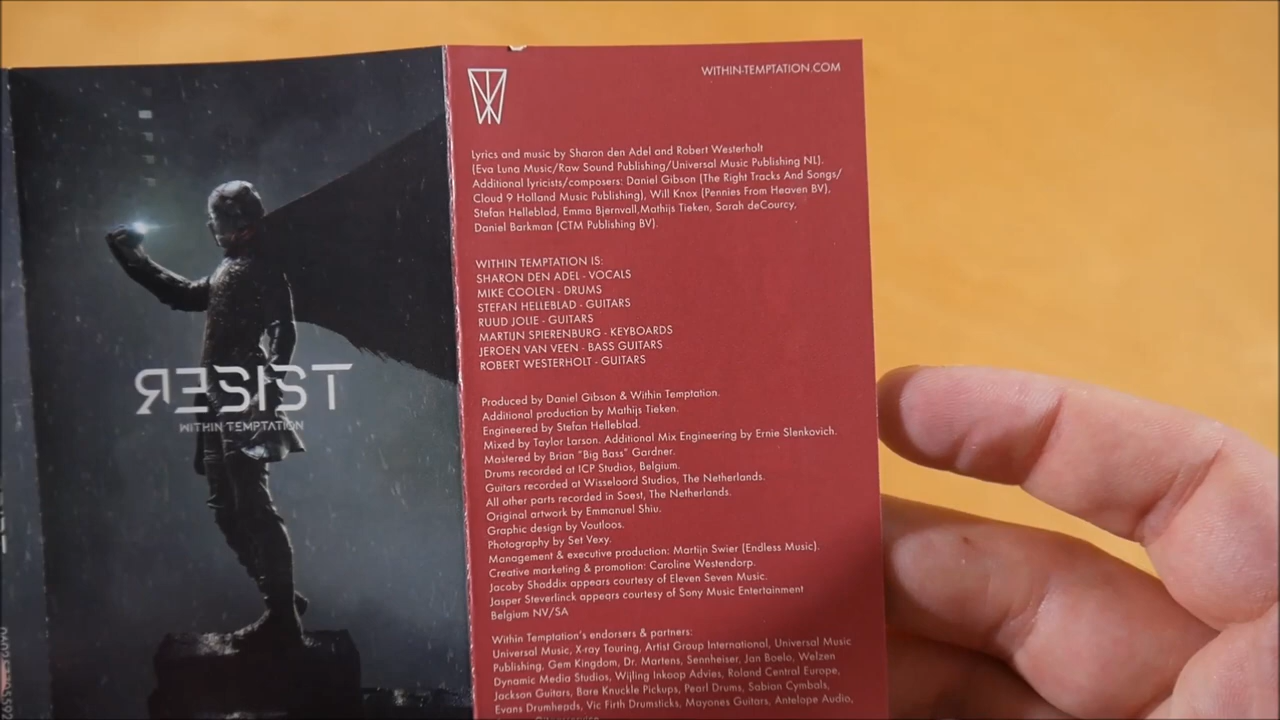 RESIST
WITHIN TEMPTATION
WITHIN-TEMPTATION.COM
Lyrics and music by Sharon den Adel and Robert Westerholt
(Eva Luna Music/Raw Sound Publishing/Universal Music Publishing NL).
Additional lyricists/composers: Daniel Gibson (The Right Tracks And Songs/
Cloud 9 Holland Music Publishing), Will Knox (Pennies From Heaven BV),
Stefan Helleblad, Emma Bjernvall,Mathijs Tieken, Sarah deCourcy,
Daniel Barkman (CTM Publishing BV).
WITHIN TEMPTATION IS:
SHARON DEN ADEL - VOCALS
MIKE COOLEN - DRUMS
STEFAN HELLEBLAD - GUITARS
RUUD JOLIE - GUITARS
MARTIJN SPIERENBURG - KEYBOARDS
JEROEN VAN VEEN - BASS GUITARS
ROBERT WESTERHOLT - GUITARS
Produced by Daniel Gibson & Within Temptation.
Additional production by Mathijs Tieken.
Engineered by Stefan Helleblad.
Mixed by Taylor Larson. Additional Mix Engineering by Ernie Slenkovich.
Mastered by Brian "Big Bass" Gardner.
Drums recorded at ICP Studios, Belgium.
Guitars recorded at Wisseloord Studios, The Netherlands.
All other parts recorded in Soest, The Netherlands.
Original artwork by Emmanuel Shiu.
Graphic design by Voutloos.
Photography by Set Vexy.
Management & executive production: Martijn Swier (Endless Music).
Creative marketing & promotion: Caroline Westendorp.
Jacoby Shaddix appears courtesy of Eleven Seven Music.
Jasper Steverlinck appears courtesy of Sony Music Entertainment
Belgium NV/SA
Within Temptation's endorsers & partners:
Universal Music, X-ray Touring, Artist Group International, Universal Music
Publishing, Gem Kingdom, Dr. Martens, Sennheiser, Jan Boelo, Welzen
Dynamic Media Studios, Wijling Inkoop Advies, Roland Central Europe,
Jackson Guitars, Bare Knuckle Pickups, Pearl Drums, Sabian Cymbals,
Evans Drumheads, Vic Firth Drumsticks, Mayones Guitars, Antelope Audio,